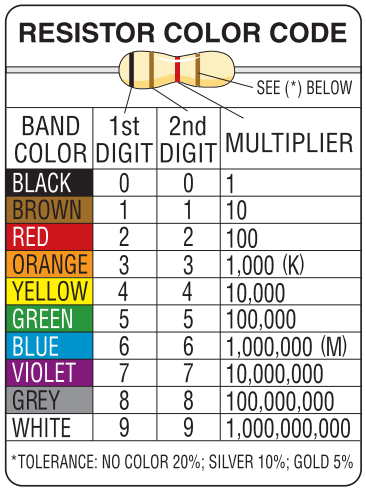 RESISTOR COLOR CODE
SEE (*) BELOW
BAND COLOR 1st DIGIT 2nd DIGIT MULTIPLIER
BLACK 0 0 1
BROWN 1 1 10
RED 2 2 100
ORANGE 3 3 1,000 (K)
YELLOW 4 4 10,000
GREEN 5 5 100,000
BLUE 6 6 1,000,000 (M)
VIOLET 7 7 10,000,000
GREY 8 8 100,000,000
WHITE 9 9 1,000,000,000
*TOLERANCE: NO COLOR 20%; SILVER 10%; GOLD 5%